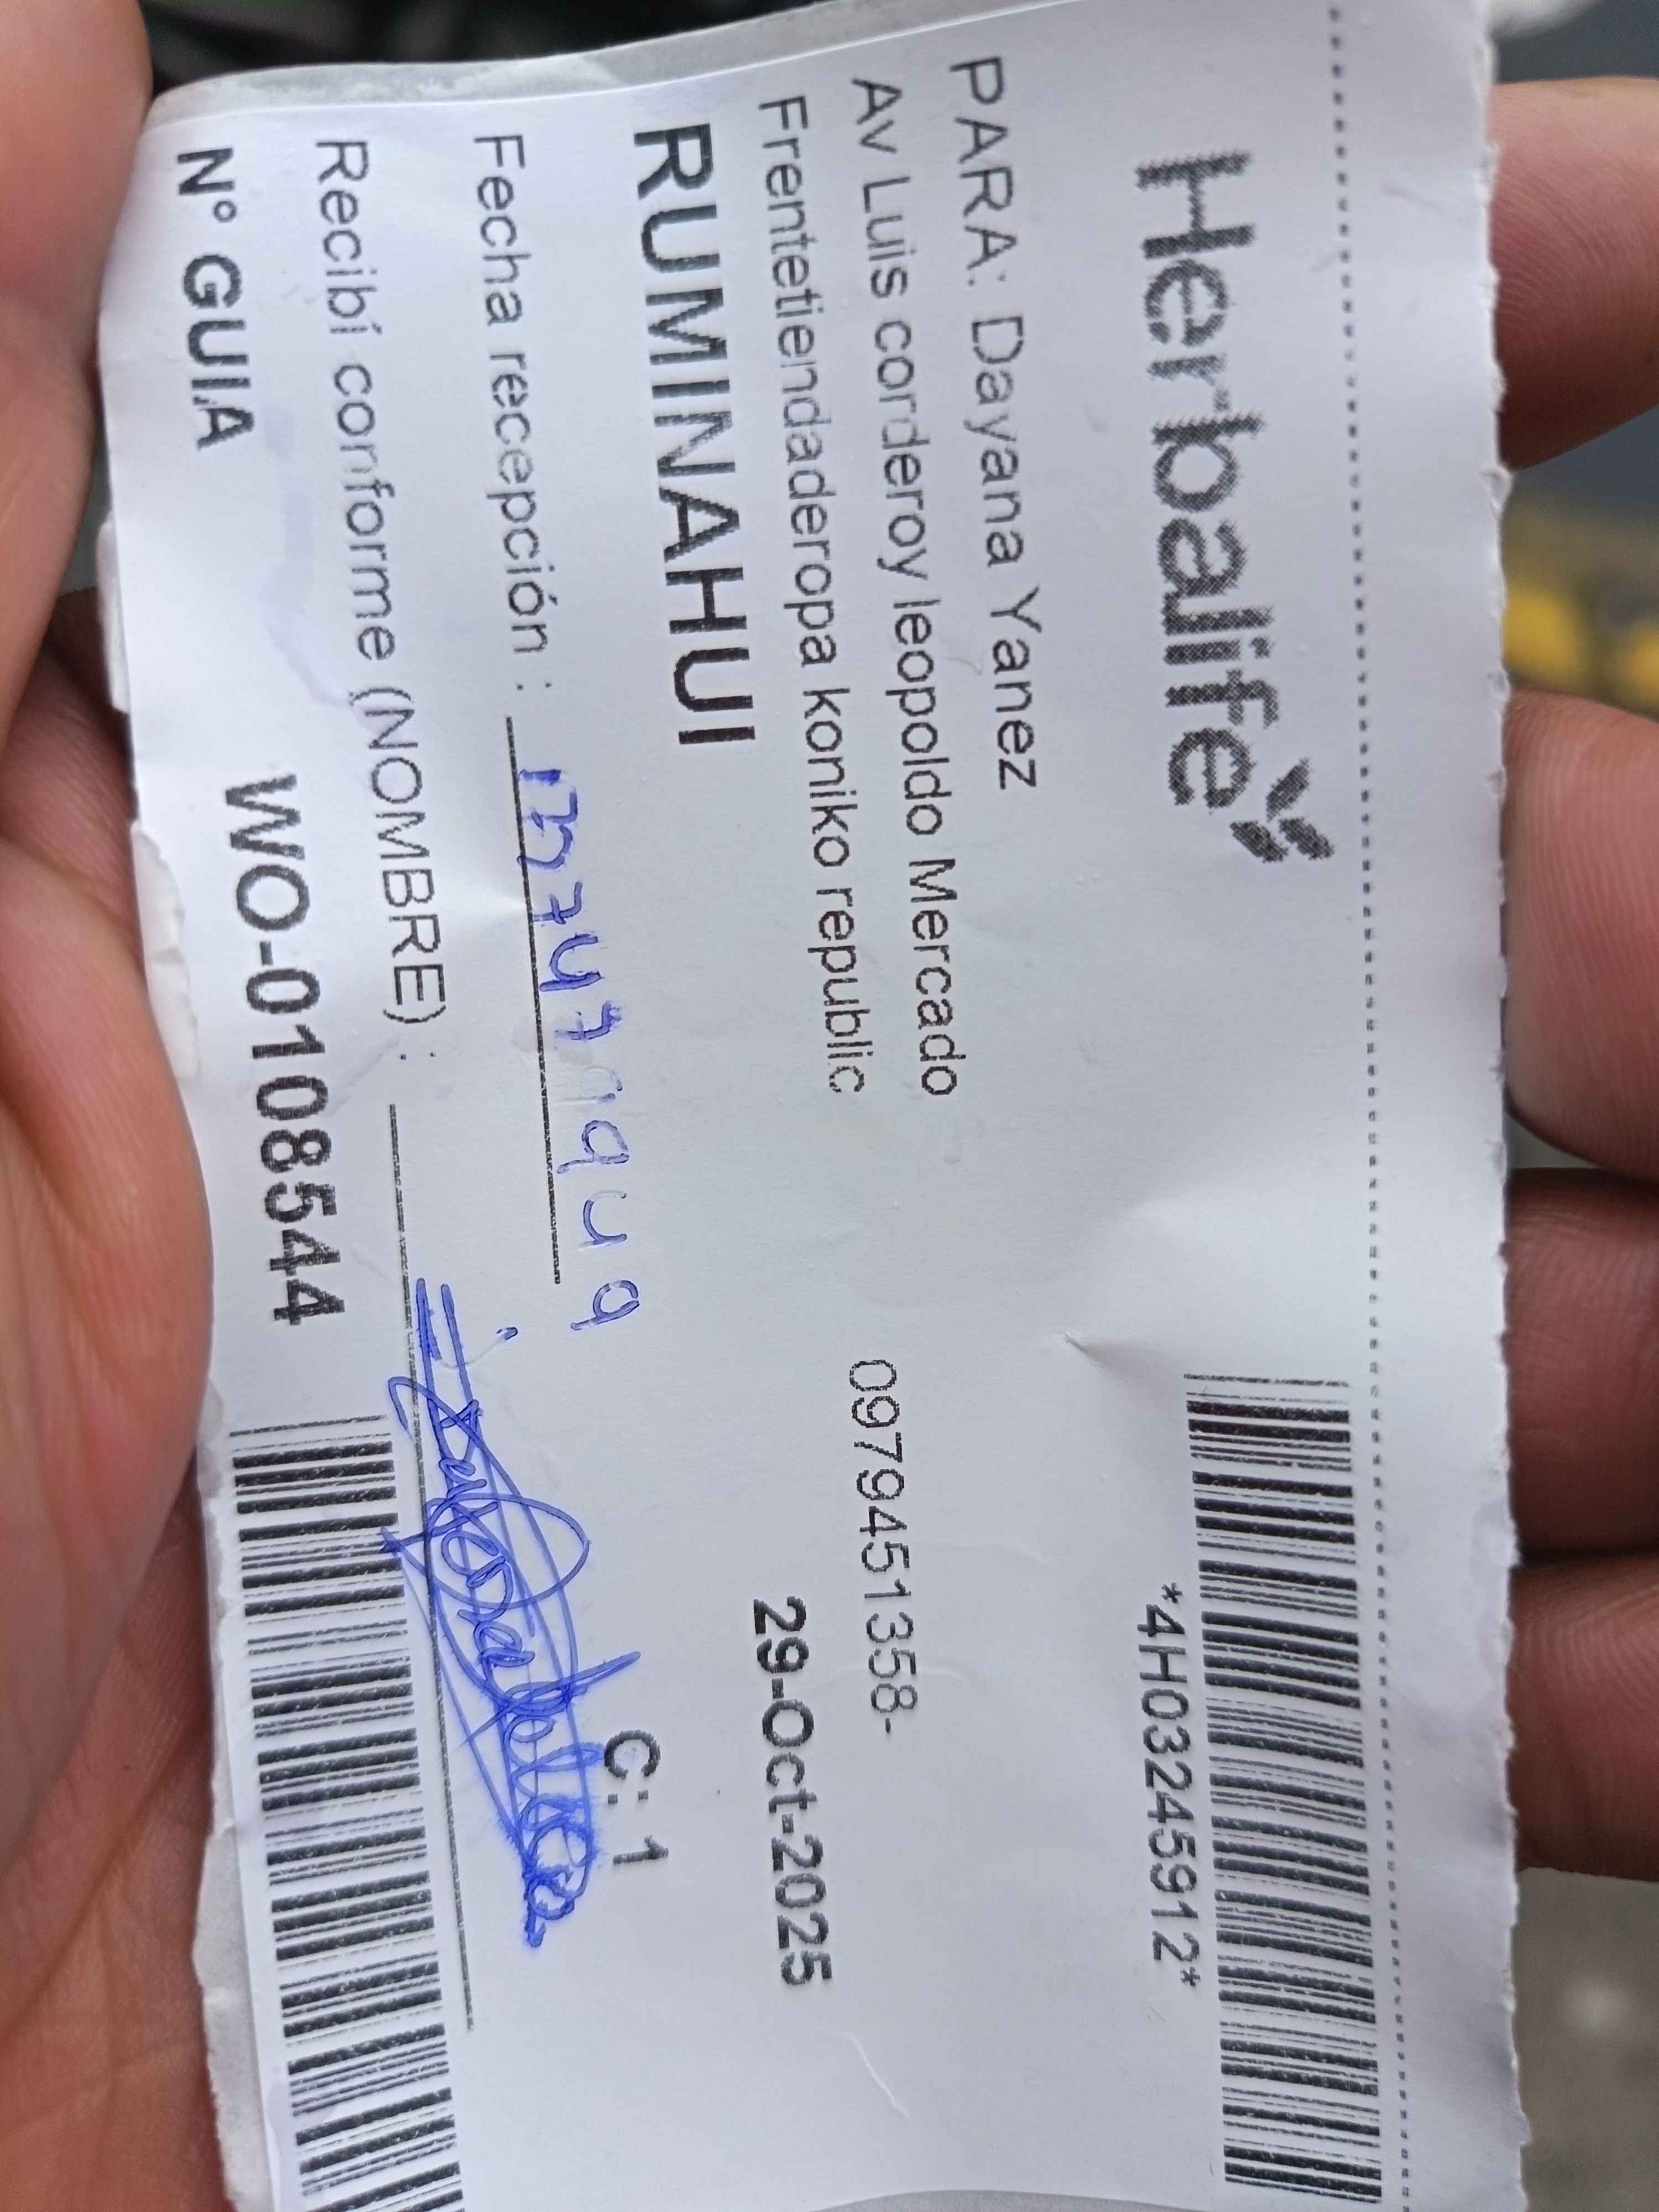 Herbalife
*4H03245912*
PARA: Dayana Yanez
Av Luis corderoy leopoldo Mercado
Frentetiendaderopa koniko republic
0979451358-
RUMINAHUI
29-Oct-2025
C: 1
Fecha recepción :
Recibí conforme (NOMBRE) :
N° GUIA WO-0108544